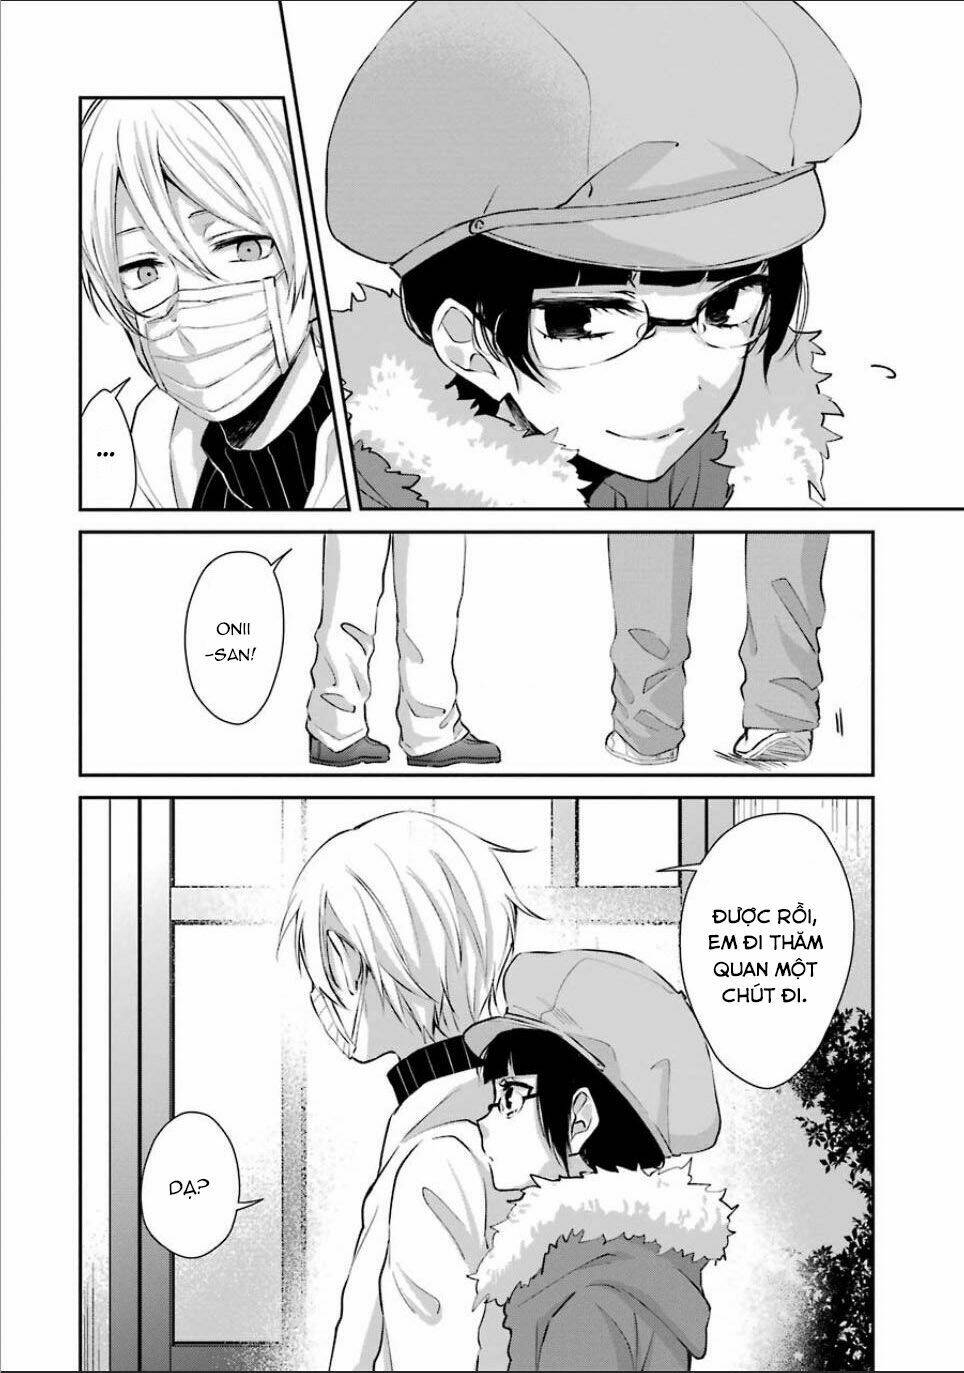 ...
ONII
-SAN!
ĐƯỢC RỒI,
EM ĐI THĂM
QUAN MỘT
CHÚT ĐI.
DẠ?